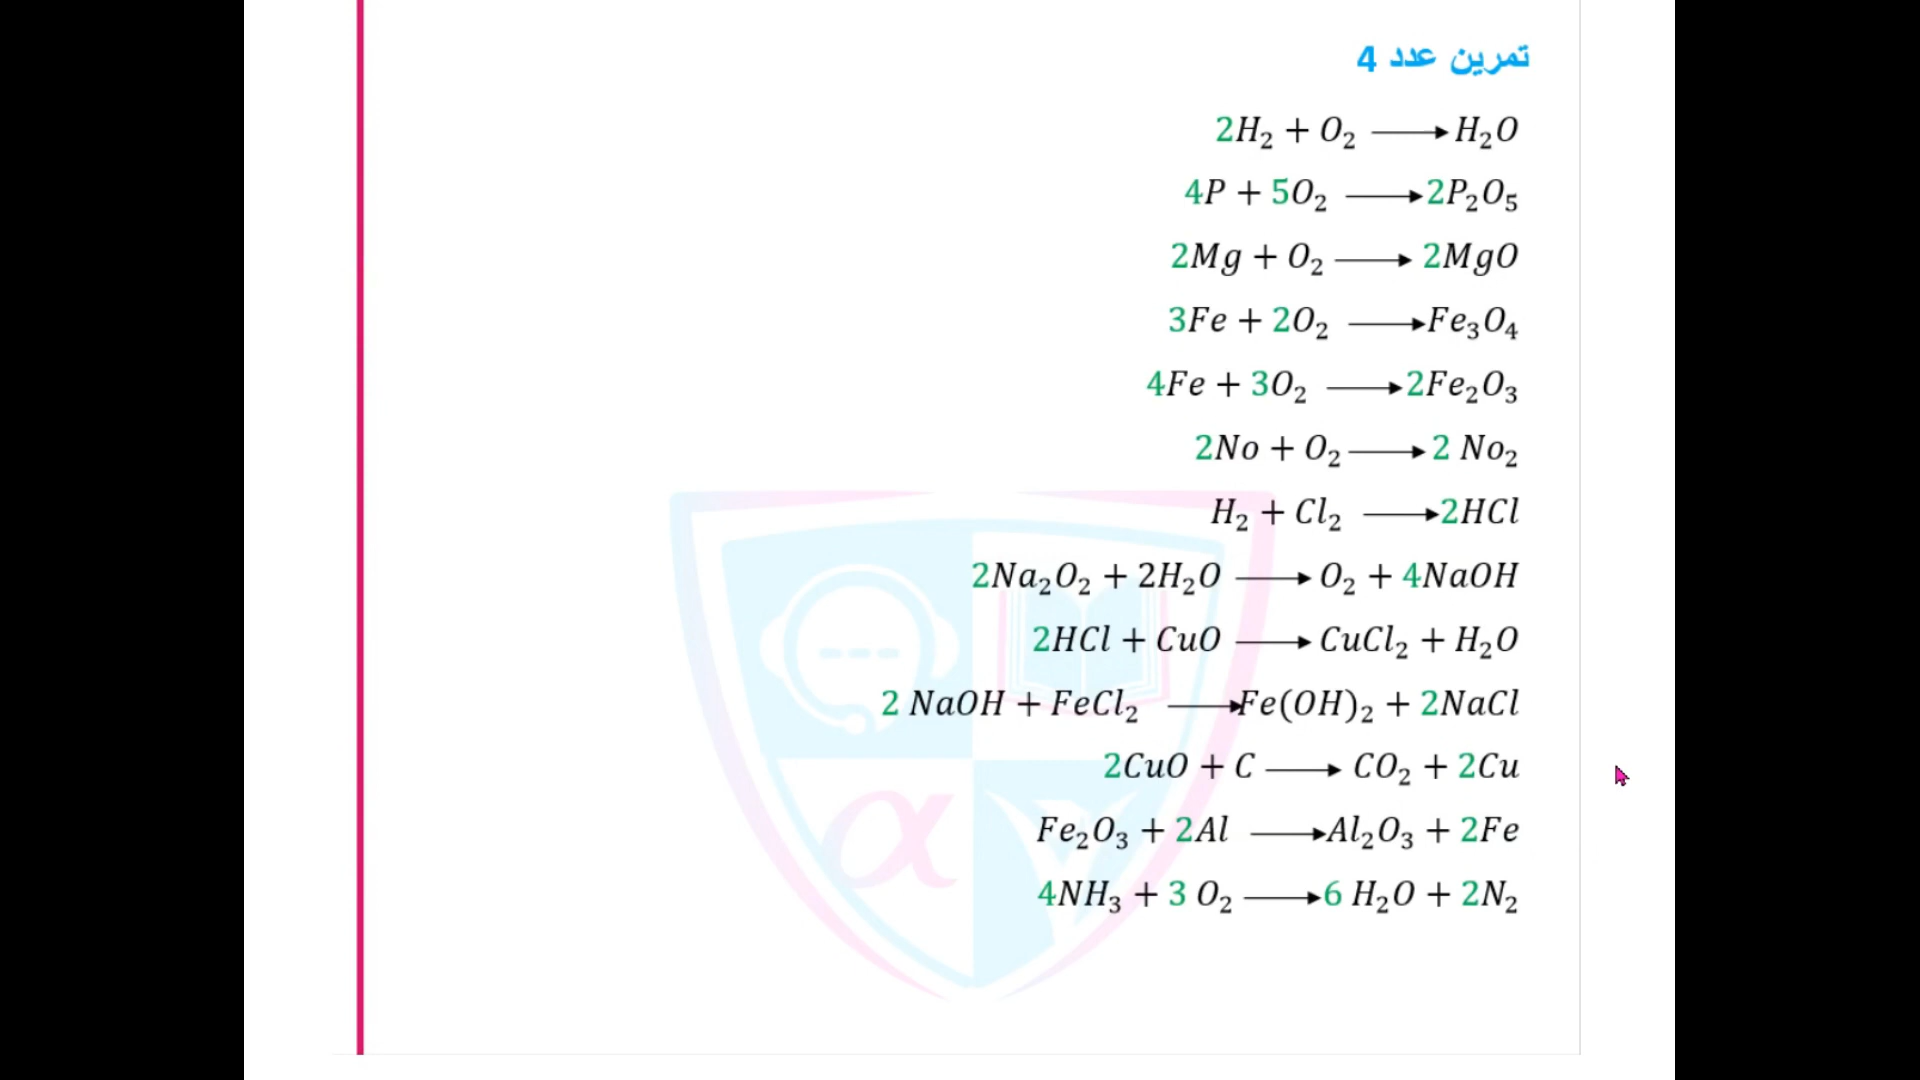 تمرين عدد 4
2H₂ + O₂ ⟶ H₂O
4P + 5O₂ ⟶ 2P₂O₅
2Mg + O₂ ⟶ 2MgO
3Fe + 2O₂ ⟶ Fe₃O₄
4Fe + 3O₂ ⟶ 2Fe₂O₃
2No + O₂ ⟶ 2 No₂
H₂ + Cl₂ ⟶ 2HCl
2Na₂O₂ + 2H₂O ⟶ O₂ + 4NaOH
2HCl + CuO ⟶ CuCl₂ + H₂O
2 NaOH + FeCl₂ ⟶ Fe(OH)₂ + 2NaCl
2CuO + C ⟶ CO₂ + 2Cu
Fe₂O₃ + 2Al ⟶ Al₂O₃ + 2Fe
4NH₃ + 3 O₂ ⟶ 6 H₂O + 2N₂
α